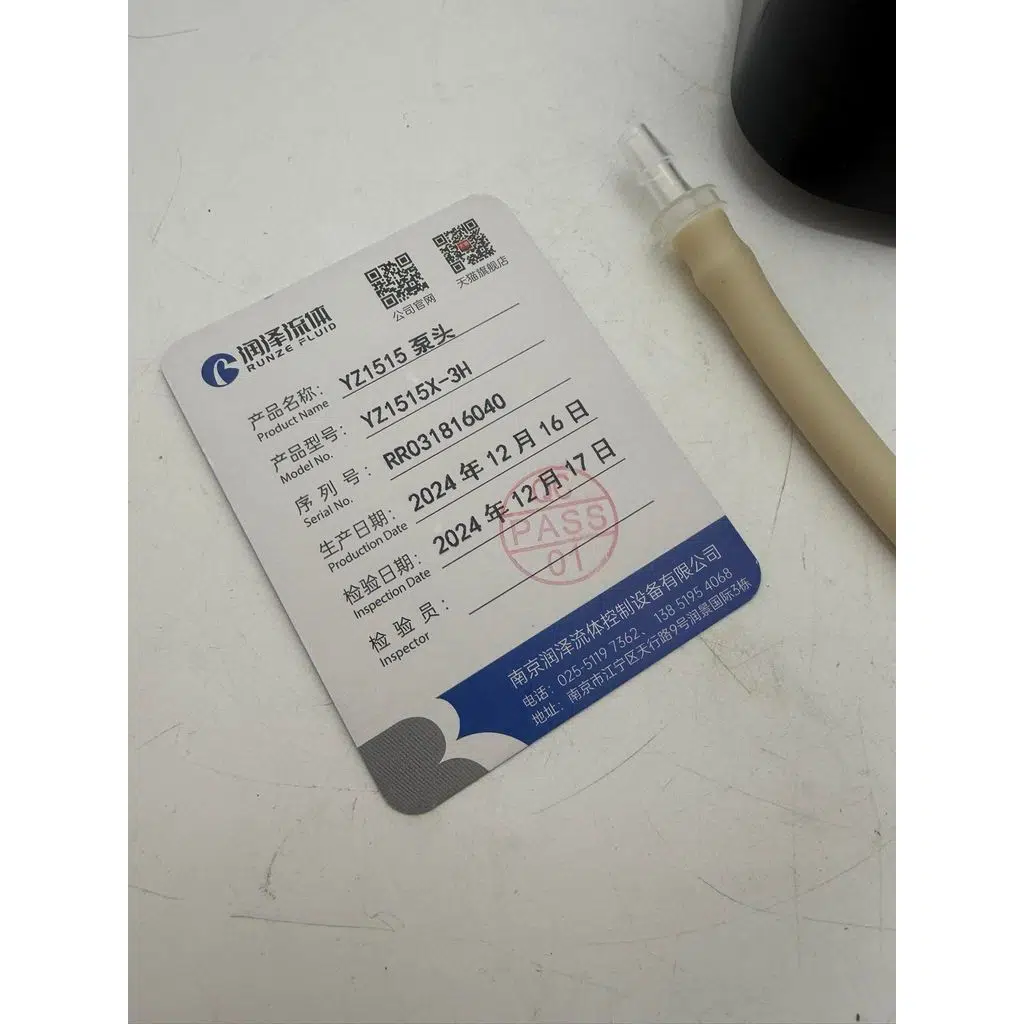 润泽流体
RUNZE FLUID
公司官网
天猫旗舰店
产品名称: YZ1515 泵头
Product Name
产品型号: YZ1515X-3H
Model No.
序列号: RR031816040
Serial No.
生产日期: 2024 年 12 月 16 日
Production Date
检验日期: 2024 年 12 月 17 日
Inspection Date
检验员:
Inspector
QC
PASS
01
南京润泽流体控制设备有限公司
电话: 025-5119 7362、 138 5195 4068
地址: 南京市江宁区天行路9号润景国际3栋